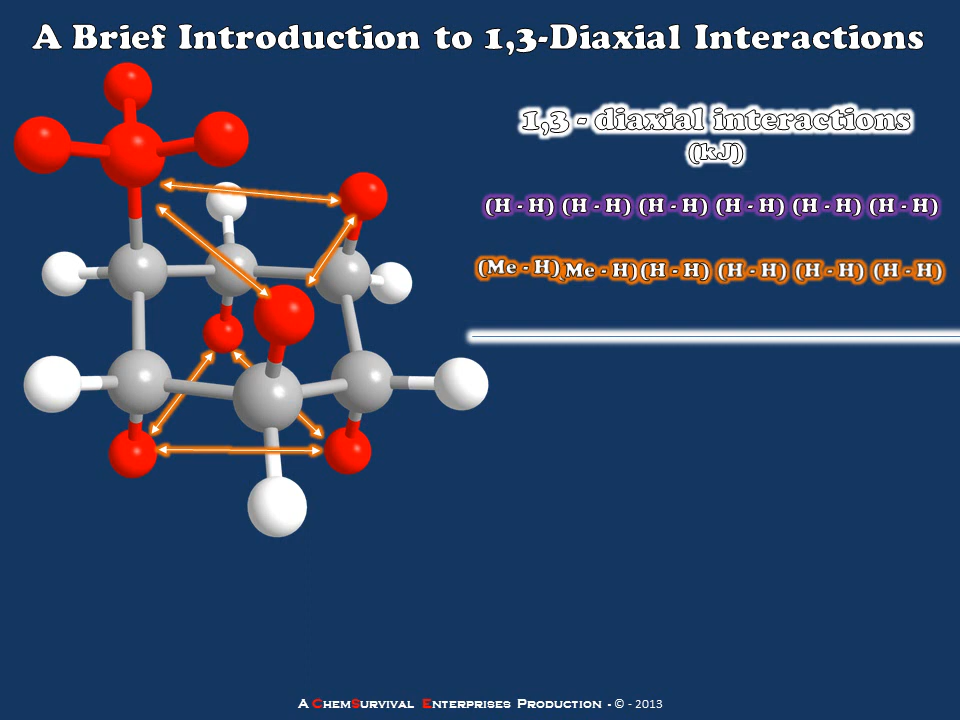 A Brief Introduction to 1,3-Diaxial Interactions
1,3 - diaxial interactions
(kJ)
(H - H) (H - H) (H - H) (H - H) (H - H) (H - H)
(Me - H) (Me - H) (H - H) (H - H) (H - H) (H - H)
A ChemSurvival Enterprises Production - © - 2013